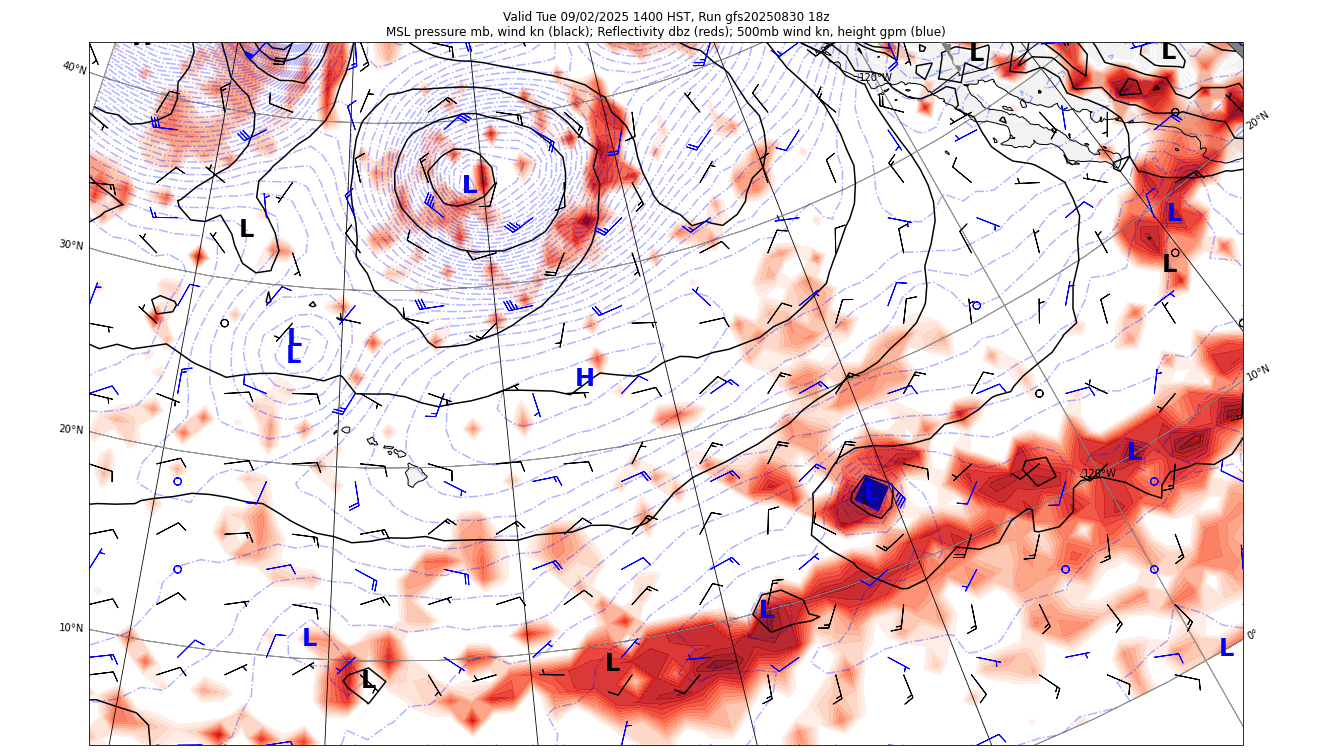 Valid Tue 09/02/2025 1400 HST, Run gfs20250830 18z
MSL pressure mb, wind kn (black); Reflectivity dbz (reds); 500mb wind kn, height gpm (blue)
L
L
40°N
120°W
20°N
L
L
L
30°N
L
L
L
H
10°N
20°N
L
120°W
L
10°N
L
L
0°
L
L
L